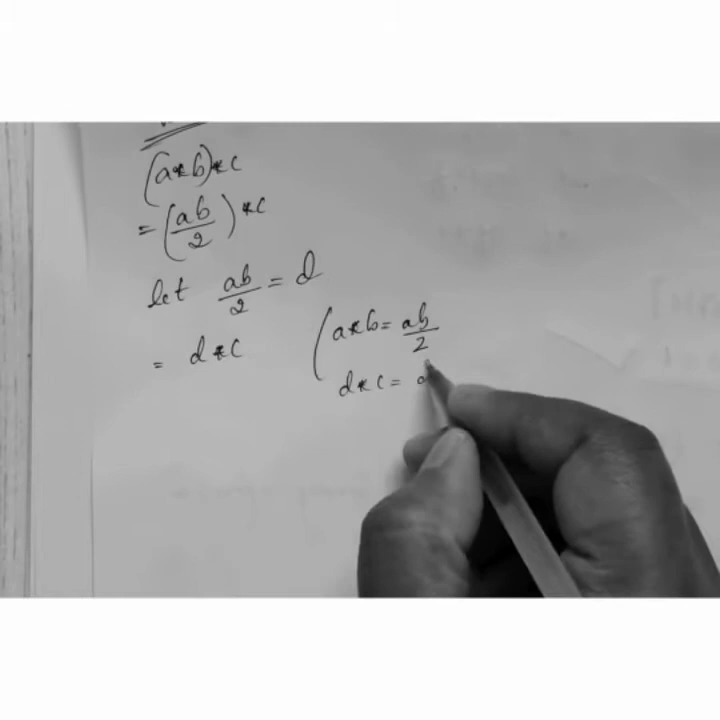 (a*b)*c
= (ab/2) *c
let ab/2 = d
= d*c
(a*b = ab/2
d*c = d